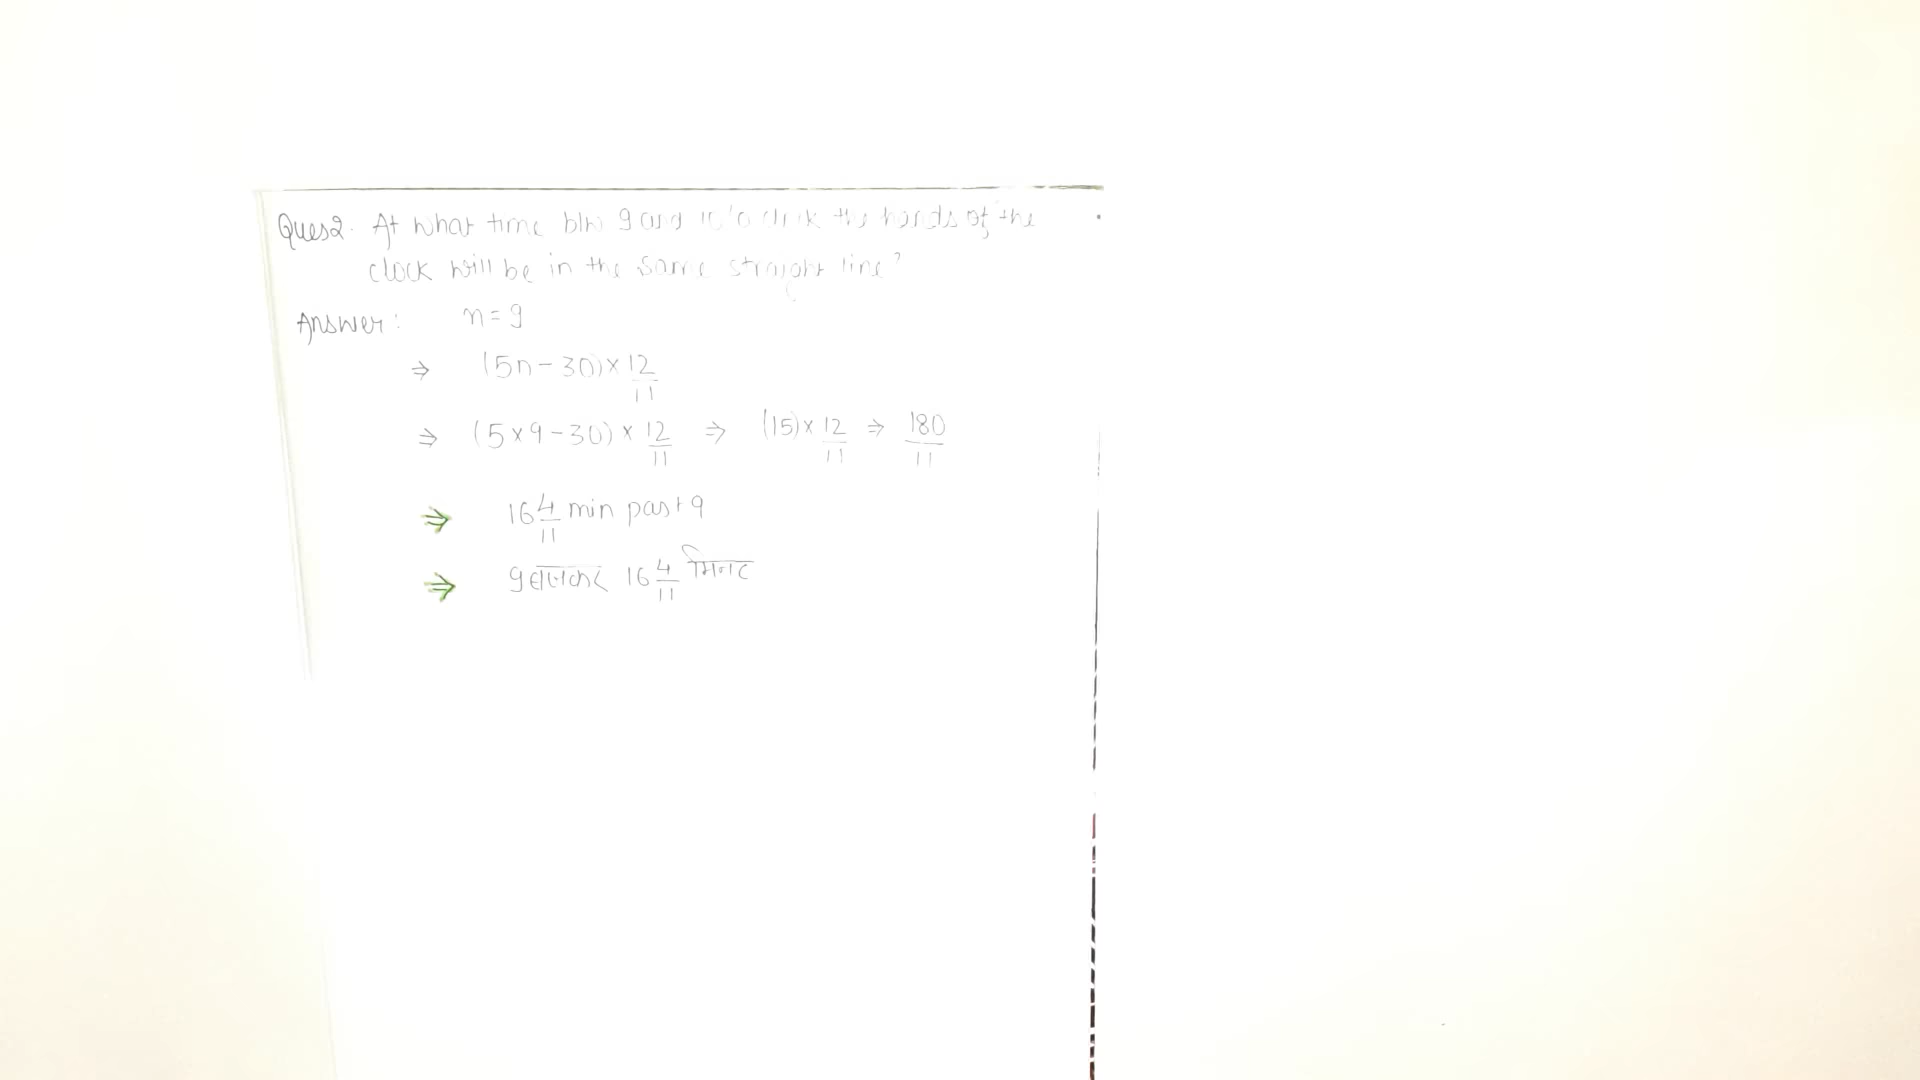 Ques2. At what time b/w 9 and 10 o'clock the hands of the
clock will be in the same straight line?
Answer: n=9
⇒ (5n-30)×12/11
⇒ (5×9-30)×12/11 ⇒ (15)×12/11 ⇒ 180/11
⇒ 16 4/11 min past 9
⇒ 9 बजकर 16 4/11 मिनट